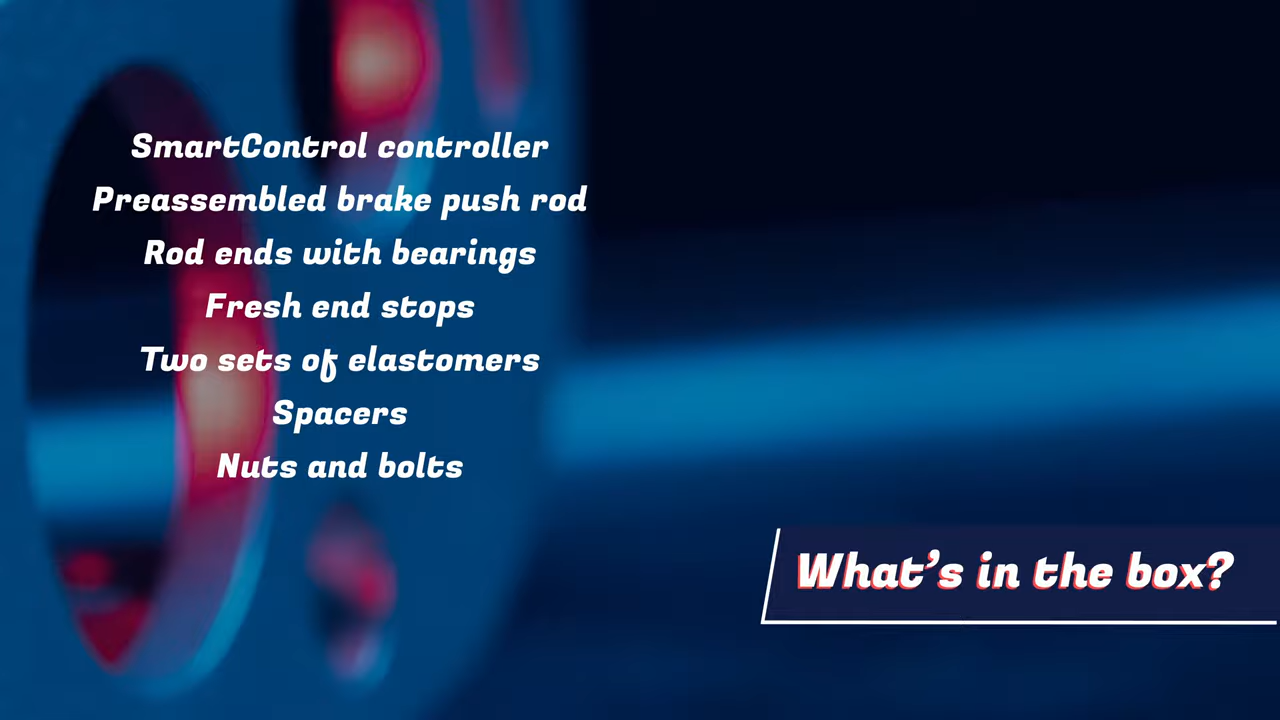 SmartControl controller
Preassembled brake push rod
Rod ends with bearings
Fresh end stops
Two sets of elastomers
Spacers
Nuts and bolts
What's in the box?